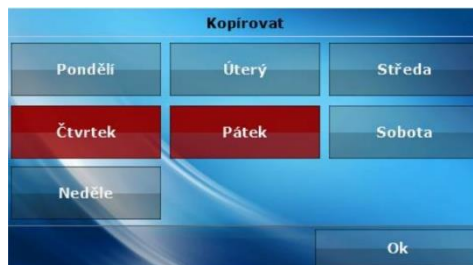 Kopírovat
Pondělí Úterý Středa
Čtvrtek Pátek Sobota
Neděle
Ok